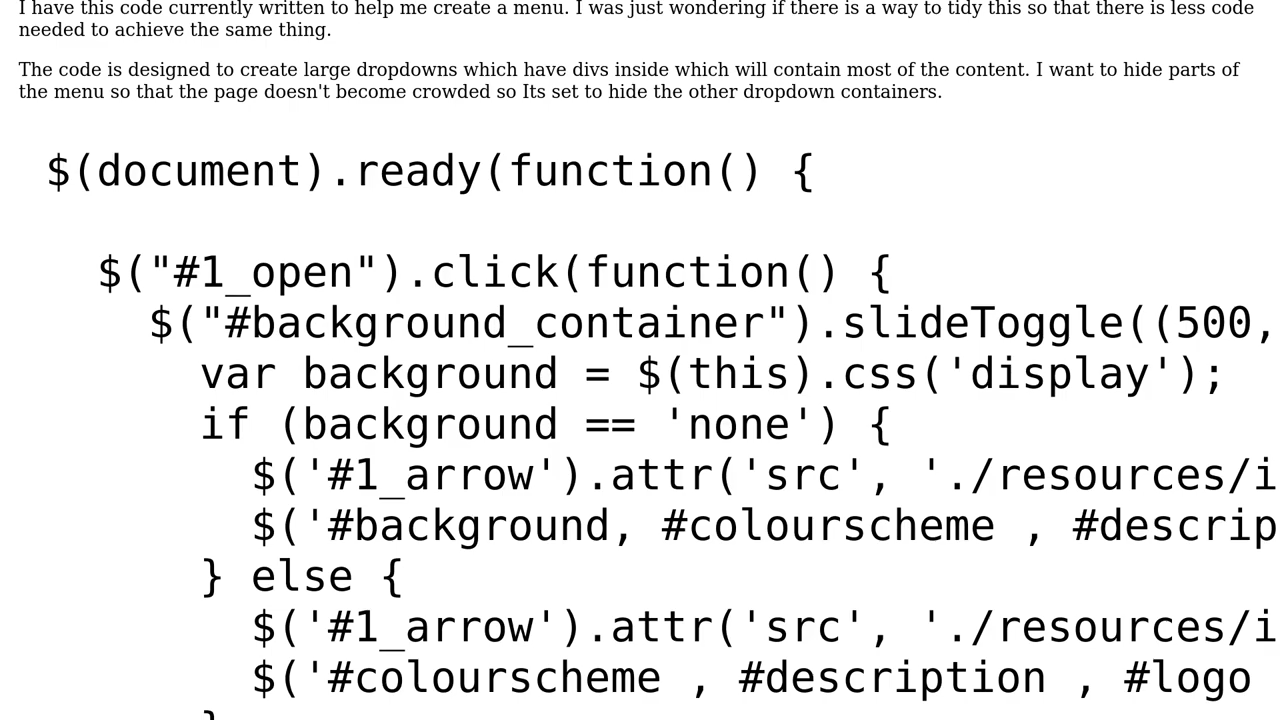 I have this code currently written to help me create a menu. I was just wondering if there is a way to tidy this so that there is less code
needed to achieve the same thing.
The code is designed to create large dropdowns which have divs inside which will contain most of the content. I want to hide parts of
the menu so that the page doesn't become crowded so Its set to hide the other dropdown containers.
$(document).ready(function() {
$("#1_open").click(function() {
$("#background_container").slideToggle((500,
var background = $(this).css('display');
if (background == 'none') {
$('#1_arrow').attr('src', './resources/i
$('#background, #colourscheme , #descrip
} else {
$('#1_arrow').attr('src', './resources/i
$('#colourscheme , #description , #logo
}